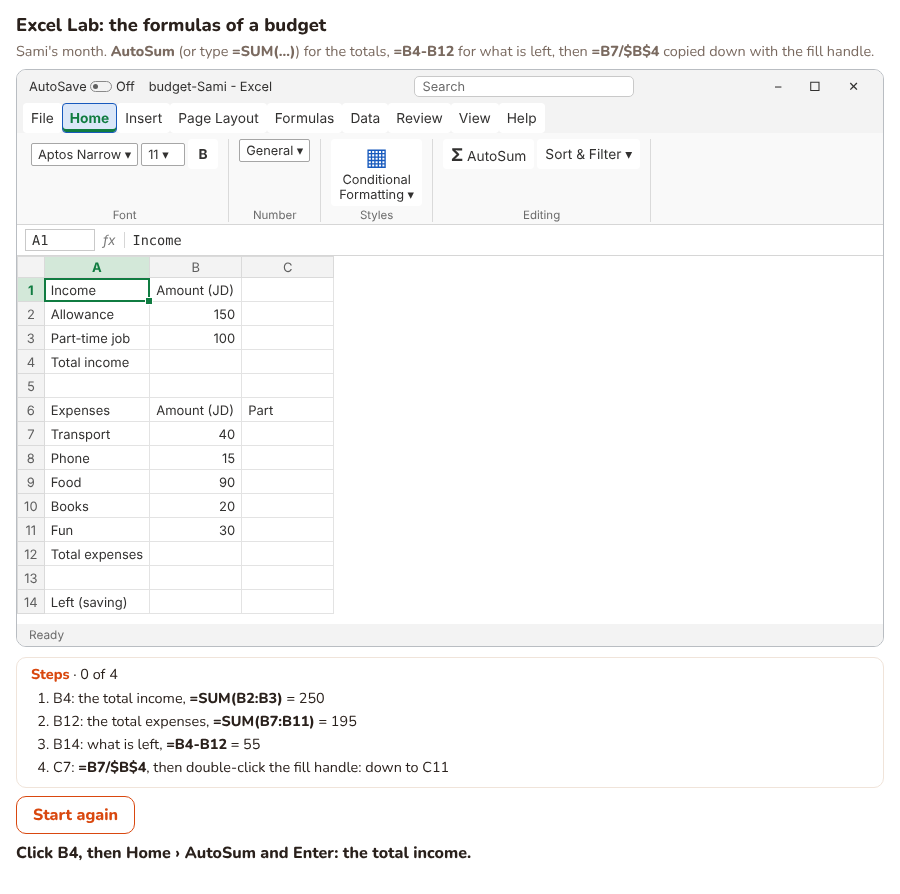 Excel Lab: the formulas of a budget
Sami's month. AutoSum (or type =SUM(...)) for the totals, =B4-B12 for what is left, then =B7/$B$4 copied down with the fill handle.
AutoSave Off budget-Sami - Excel Search
File Home Insert Page Layout Formulas Data Review View Help
Aptos Narrow ▾ 11 ▾ B General ▾ Conditional Formatting ▾ Σ AutoSum Sort & Filter ▾
Font Number Styles Editing
A1 fx Income
A B C
1 Income Amount (JD)
2 Allowance 150
3 Part-time job 100
4 Total income
5
6 Expenses Amount (JD) Part
7 Transport 40
8 Phone 15
9 Food 90
10 Books 20
11 Fun 30
12 Total expenses
13
14 Left (saving)
Ready
Steps · 0 of 4
1. B4: the total income, =SUM(B2:B3) = 250
2. B12: the total expenses, =SUM(B7:B11) = 195
3. B14: what is left, =B4-B12 = 55
4. C7: =B7/$B$4, then double-click the fill handle: down to C11
Start again
Click B4, then Home › AutoSum and Enter: the total income.